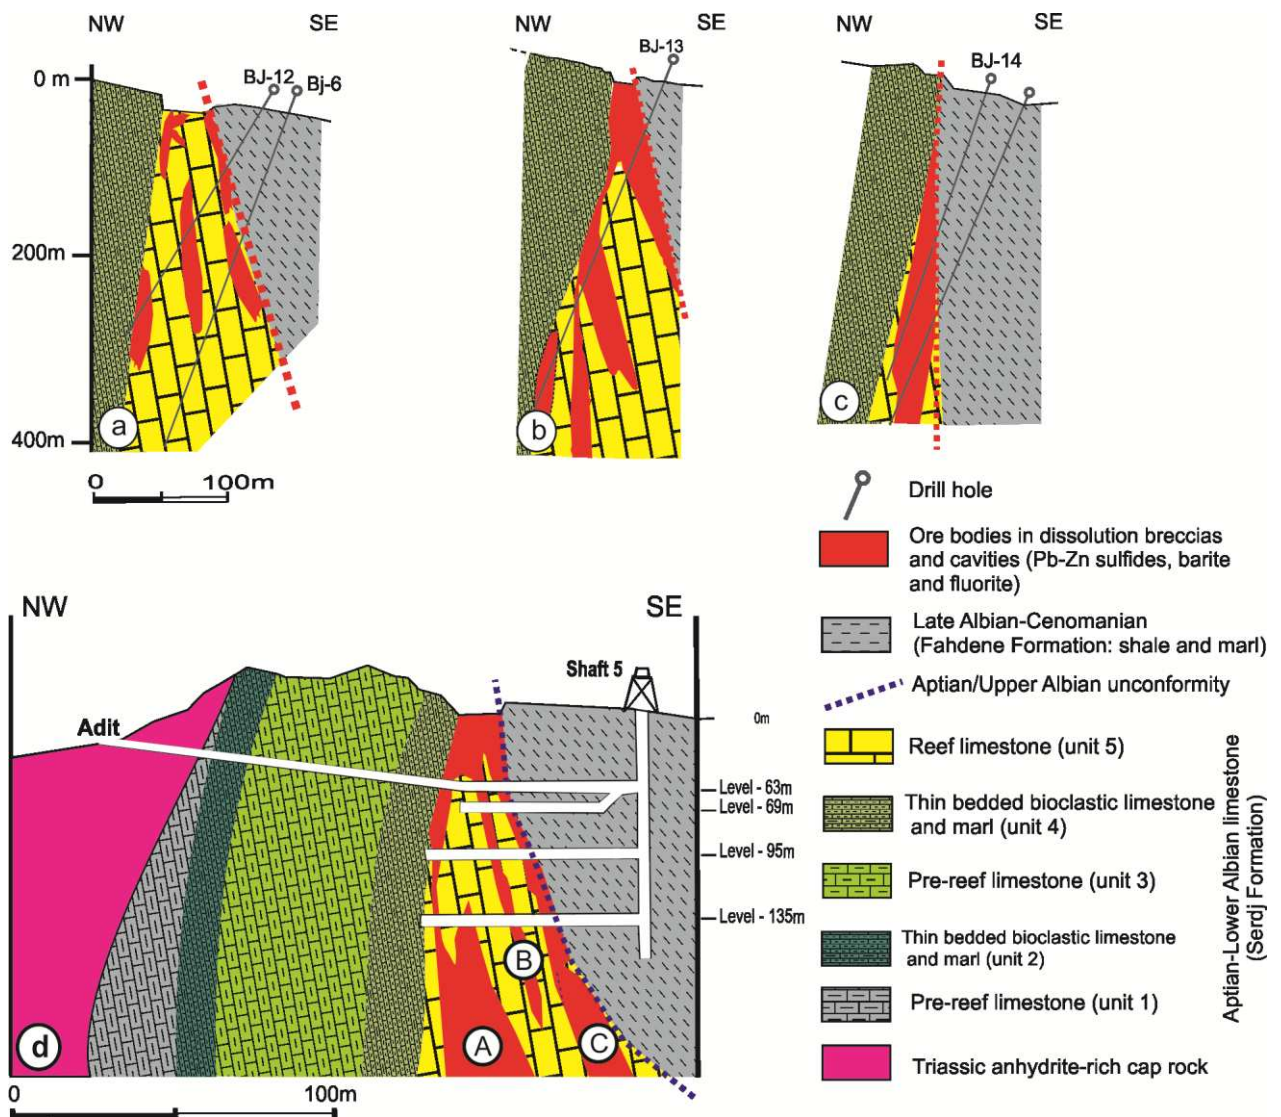 NW SE
NW SE
NW SE
BJ-12 Bj-6
BJ-13
BJ-14
0 m
200m
400m
a
b
c
0 100m
Drill hole
Ore bodies in dissolution breccias
and cavities (Pb-Zn sulfides, barite
and fluorite)
Late Albian-Cenomanian
(Fahdene Formation: shale and marl)
Aptian/Upper Albian unconformity
Reef limestone (unit 5)
Thin bedded bioclastic limestone
and marl (unit 4)
Pre-reef limestone (unit 3)
Thin bedded bioclastic limestone
and marl (unit 2)
Pre-reef limestone (unit 1)
Triassic anhydrite-rich cap rock
Aptian-Lower Albian limestone
(Serdj Formation)
NW SE
Shaft 5
Adit
0m
Level - 63m
Level - 69m
Level - 95m
Level - 135m
A
B
C
d
0 100m